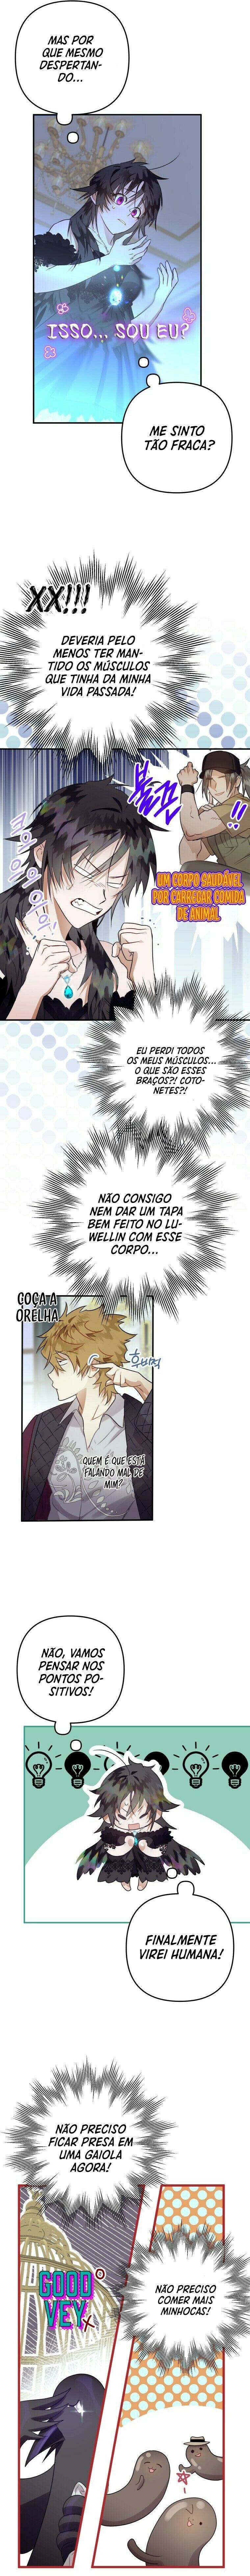 MAS POR
QUE MESMO
DESPERTAN-
DO...
ISSO... SOU EU?
ME SINTO
TÃO FRACA?
XX!!!
DEVERIA PELO
MENOS TER MAN-
TIDO OS MÚSCULOS
QUE TINHA DA MINHA
VIDA PASSADA!
불끈
!!
UM CORPO SAUDÁVEL
POR CARREGAR COMIDA
DE ANIMAL
EU PERDI TODOS
OS MEUS MÚSCULOS...
O QUE SÃO ESSES
BRAÇOS?! COTO-
NETES?!
NÃO CONSIGO
NEM DAR UM TAPA
BEM FEITO NO LU-
WELLIN COM ESSE
CORPO...
COÇA A
ORELHA
후비적
QUEM É QUE ESTÁ
FALANDO MAL DE
MIM?
NÃO, VAMOS
PENSAR NOS
PONTOS PO-
SITIVOS!
FINALMENTE
VIREI HUMANA!
NÃO PRECISO
FICAR PRESA EM
UMA GAIOLA
AGORA!
GOOD
VEY
NÃO PRECISO
COMER MAIS
MINHOCAS!